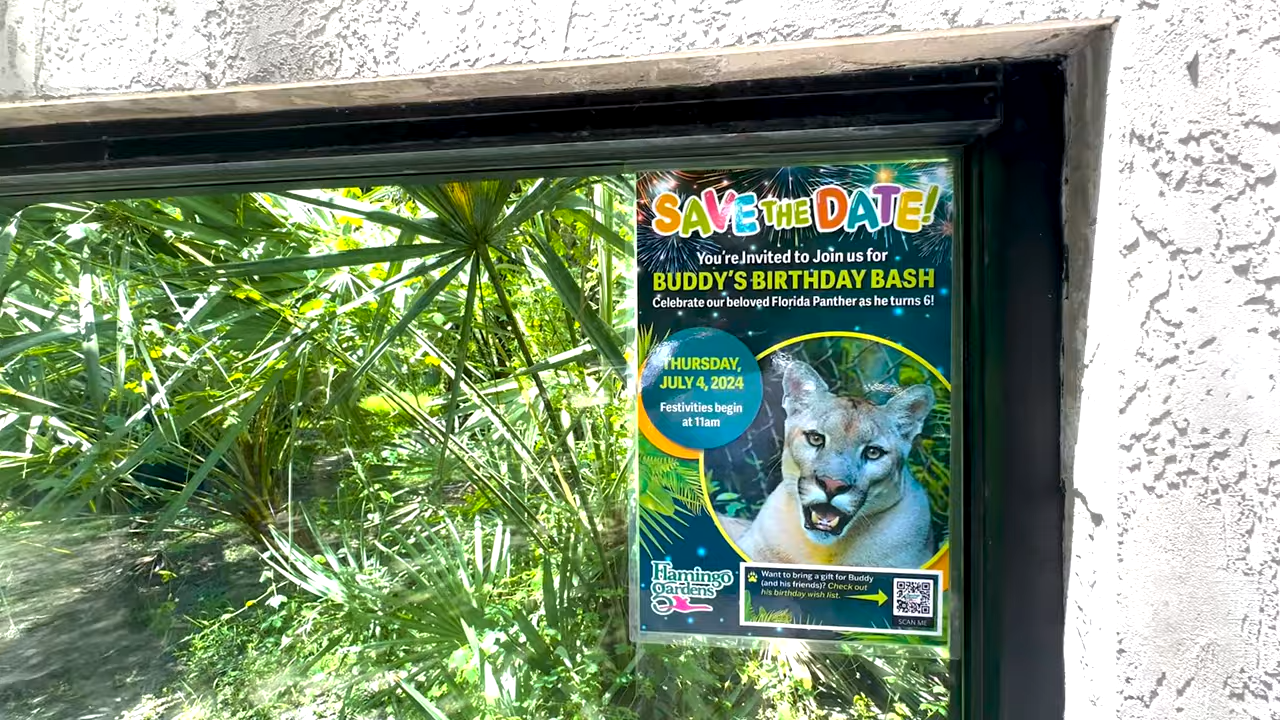 SAVE THE DATE!
You're Invited to Join us for
BUDDY'S BIRTHDAY BASH
Celebrate our beloved Florida Panther as he turns 6!
THURSDAY,
JULY 4, 2024
Festivities begin
at 11am
Flamingo
Gardens
Want to bring a gift for Buddy
(and his friends)? Check out
his birthday wish list.
SCAN ME